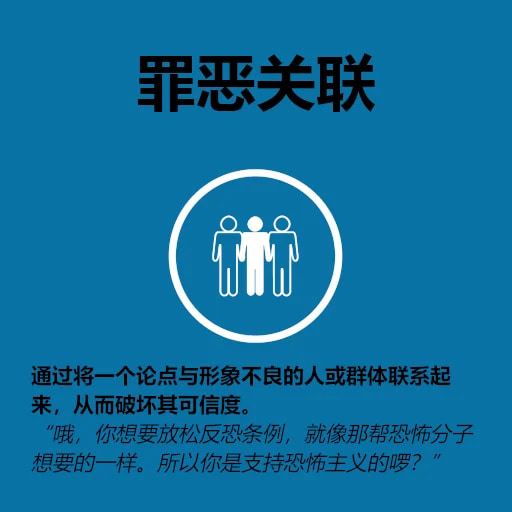 罪恶关联
通过将一个论点与形象不良的人或群体联系起
来，从而破坏其可信度。
“哦，你想要放松反恐条例，就像那帮恐怖分子
想要的一样。所以你是支持恐怖主义的啰？”